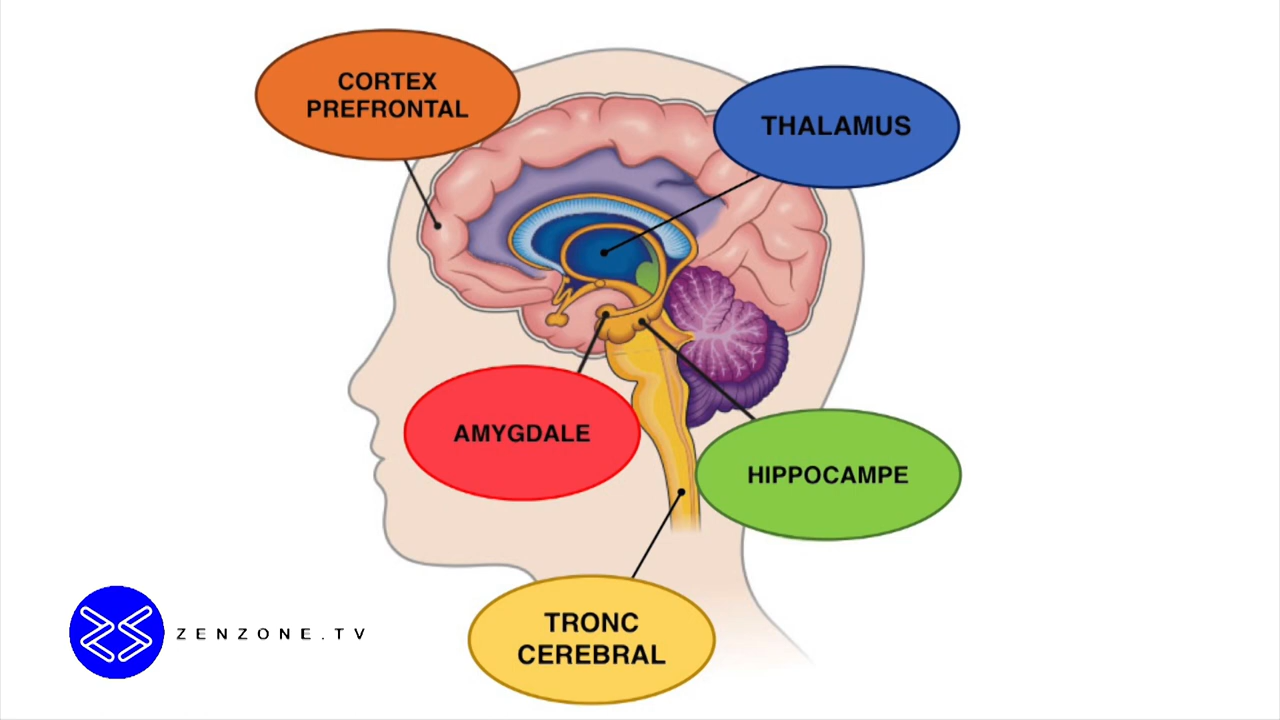 CORTEX
PREFRONTAL
THALAMUS
AMYGDALE
HIPPOCAMPE
TRONC
CEREBRAL
ZENZONE.TV